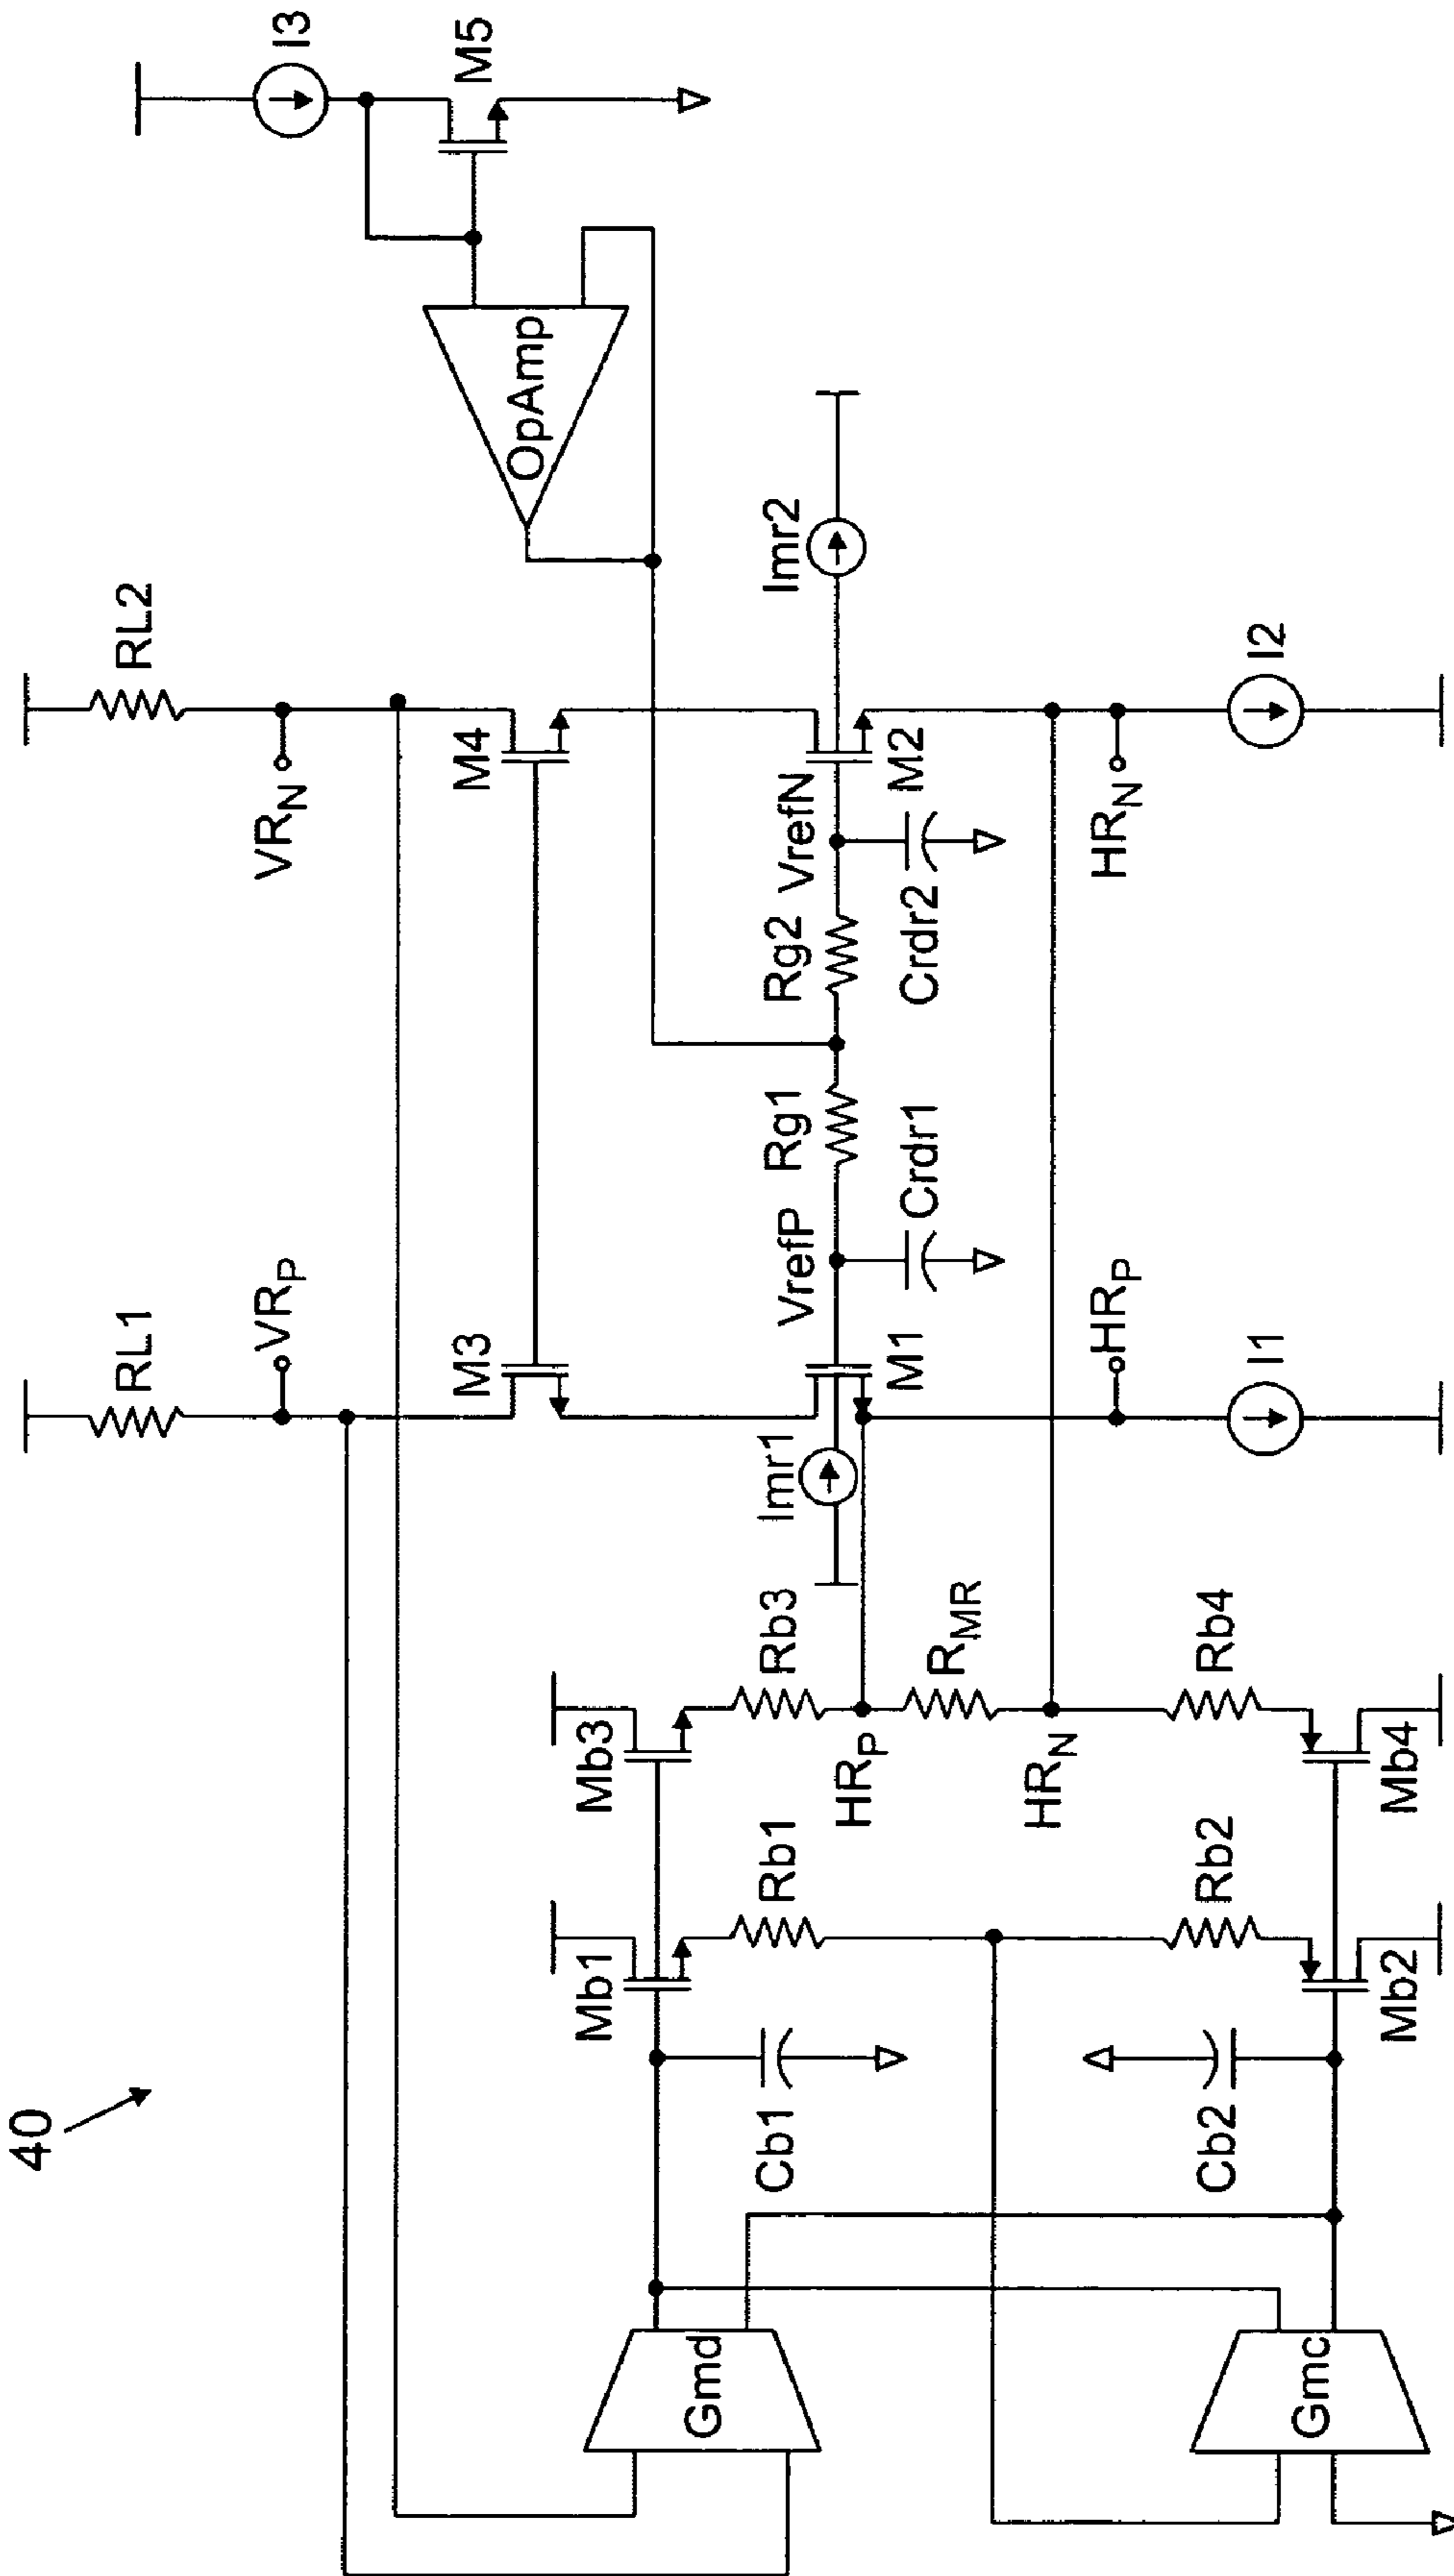 40
RL1
RL2
I3
VR_P
VR_N
M5
M3
M4
OpAmp
Mb1
Mb3
Cb1
Rb1
Rb3
Imr1
VrefP
Rg1
Rg2
VrefN
Imr2
Gmd
HR_P
M1
Crdr1
Crdr2
M2
R_MR
HR_N
HR_P
HR_N
Cb2
Rb2
Rb4
I1
I2
Gmc
Mb2
Mb4